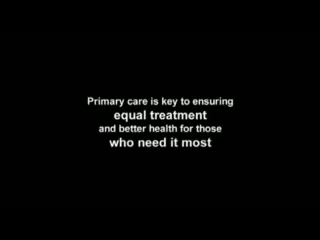 Primary care is key to ensuring
equal treatment
and better health for those
who need it most